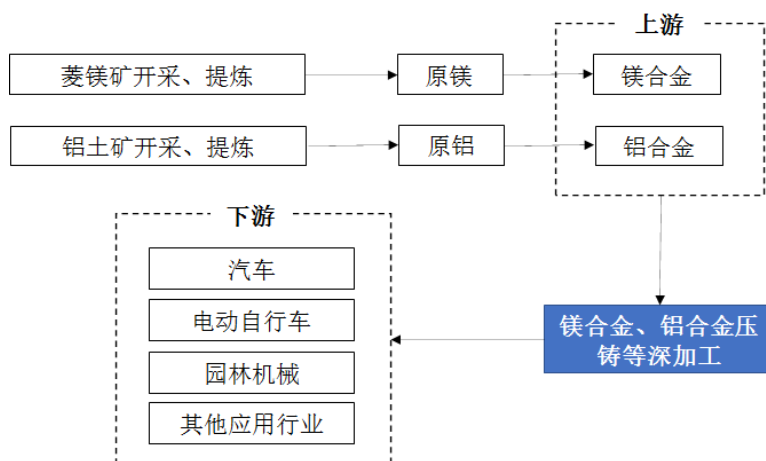 上游
菱镁矿开采、提炼
原镁
镁合金
铝土矿开采、提炼
原铝
铝合金
下游
汽车
电动自行车
园林机械
其他应用行业
镁合金、铝合金压
铸等深加工